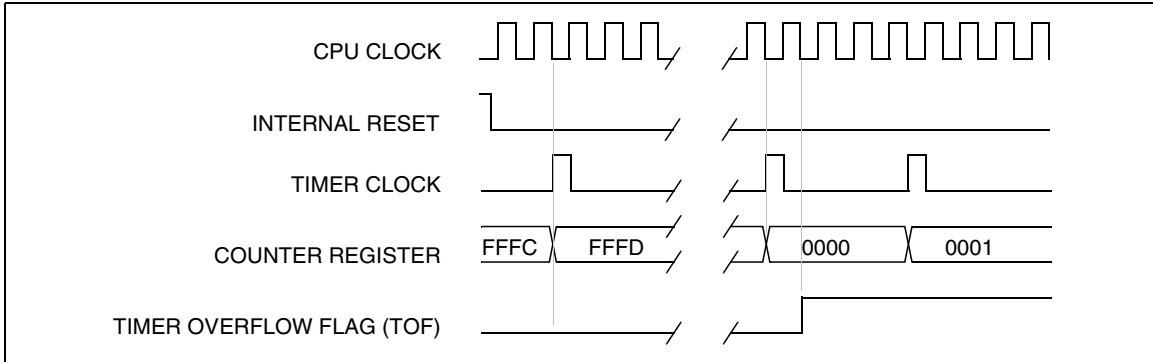 CPU CLOCK
INTERNAL RESET
TIMER CLOCK
COUNTER REGISTER FFFC FFFD 0000 0001
TIMER OVERFLOW FLAG (TOF)